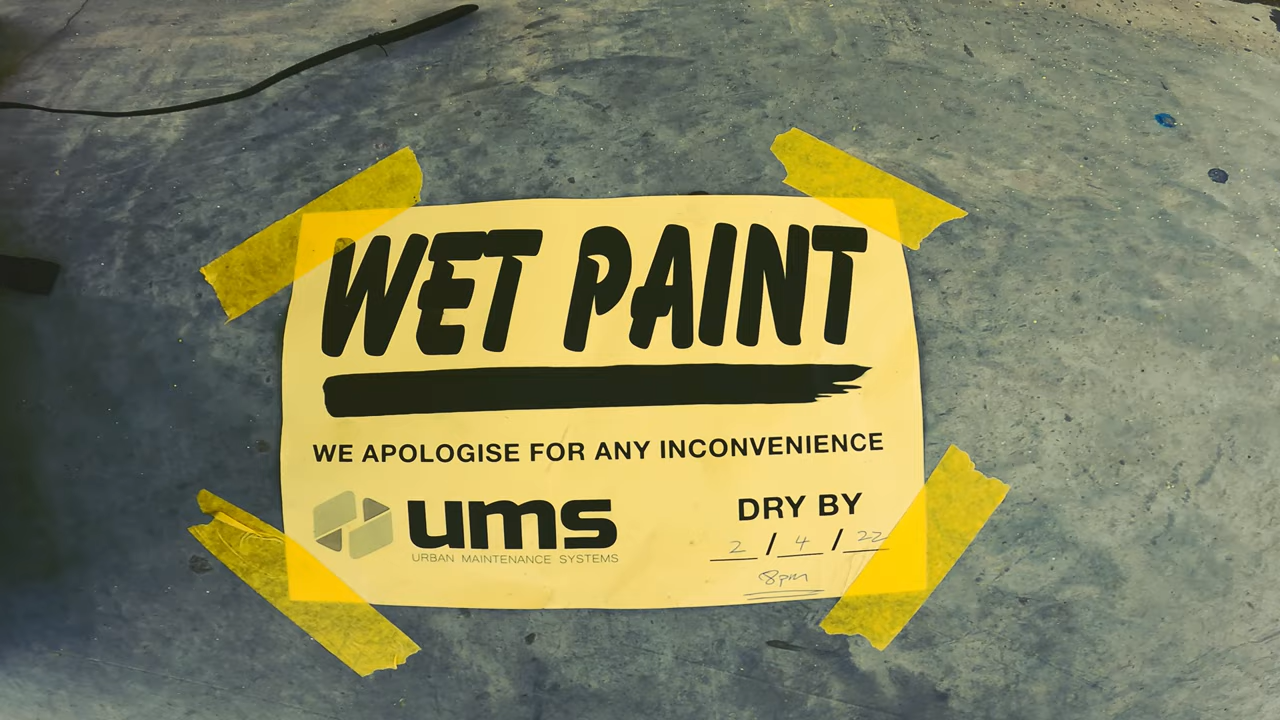 WET PAINT
WE APOLOGISE FOR ANY INCONVENIENCE
ums
URBAN MAINTENANCE SYSTEMS
DRY BY
2 / 4 / 22
8pm